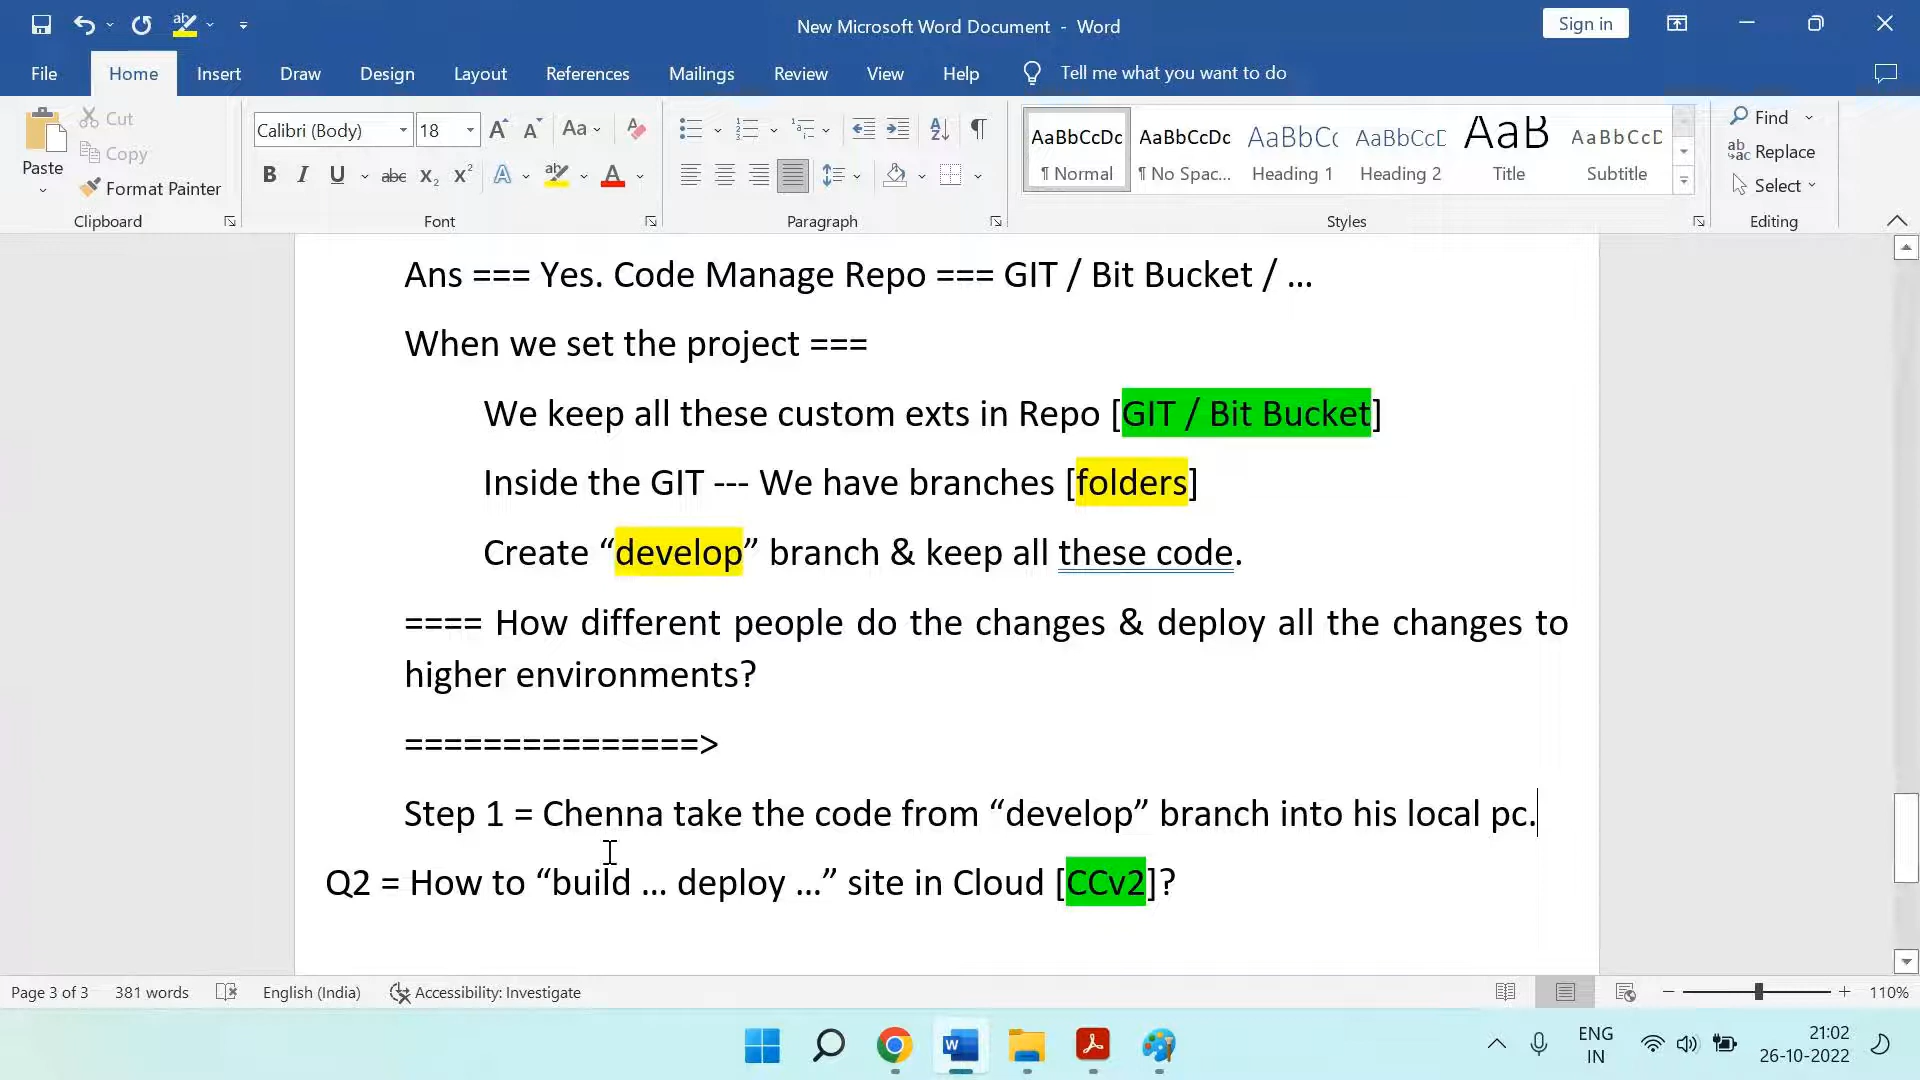 New Microsoft Word Document - Word
Sign in
File Home Insert Draw Design Layout References Mailings Review View Help Tell me what you want to do
Paste
Cut
Copy
Format Painter
Clipboard
Calibri (Body) 18
Font
Paragraph
AaBbCcDc AaBbCcDc AaBbCc AaBbCcD AaB AaBbCcD
¶ Normal ¶ No Spac... Heading 1 Heading 2 Title Subtitle
Styles
Find
Replace
Select
Editing
Ans === Yes. Code Manage Repo === GIT / Bit Bucket / ...
When we set the project ===
We keep all these custom exts in Repo [GIT / Bit Bucket]
Inside the GIT --- We have branches [folders]
Create “develop” branch & keep all these code.
==== How different people do the changes & deploy all the changes to
higher environments?
===============>
Step 1 = Chenna take the code from “develop” branch into his local pc.
Q2 = How to “build ... deploy ...” site in Cloud [CCv2]?
Page 3 of 3 381 words English (India) Accessibility: Investigate 110%
ENG
IN
21:02
26-10-2022